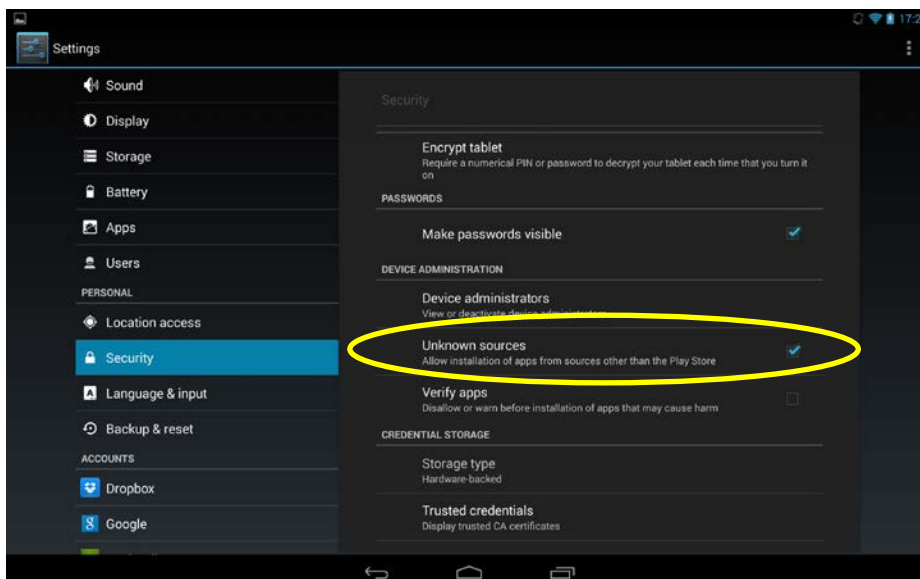 17:2
Settings
Sound
Display
Storage
Battery
Apps
Users
PERSONAL
Location access
Security
Language & input
Backup & reset
ACCOUNTS
Dropbox
Google
Security
Encrypt tablet
Require a numerical PIN or password to decrypt your tablet each time that you turn it
on
PASSWORDS
Make passwords visible
DEVICE ADMINISTRATION
Device administrators
View or deactivate device administrators
Unknown sources
Allow installation of apps from sources other than the Play Store
Verify apps
Disallow or warn before installation of apps that may cause harm
CREDENTIAL STORAGE
Storage type
Hardware-backed
Trusted credentials
Display trusted CA certificates